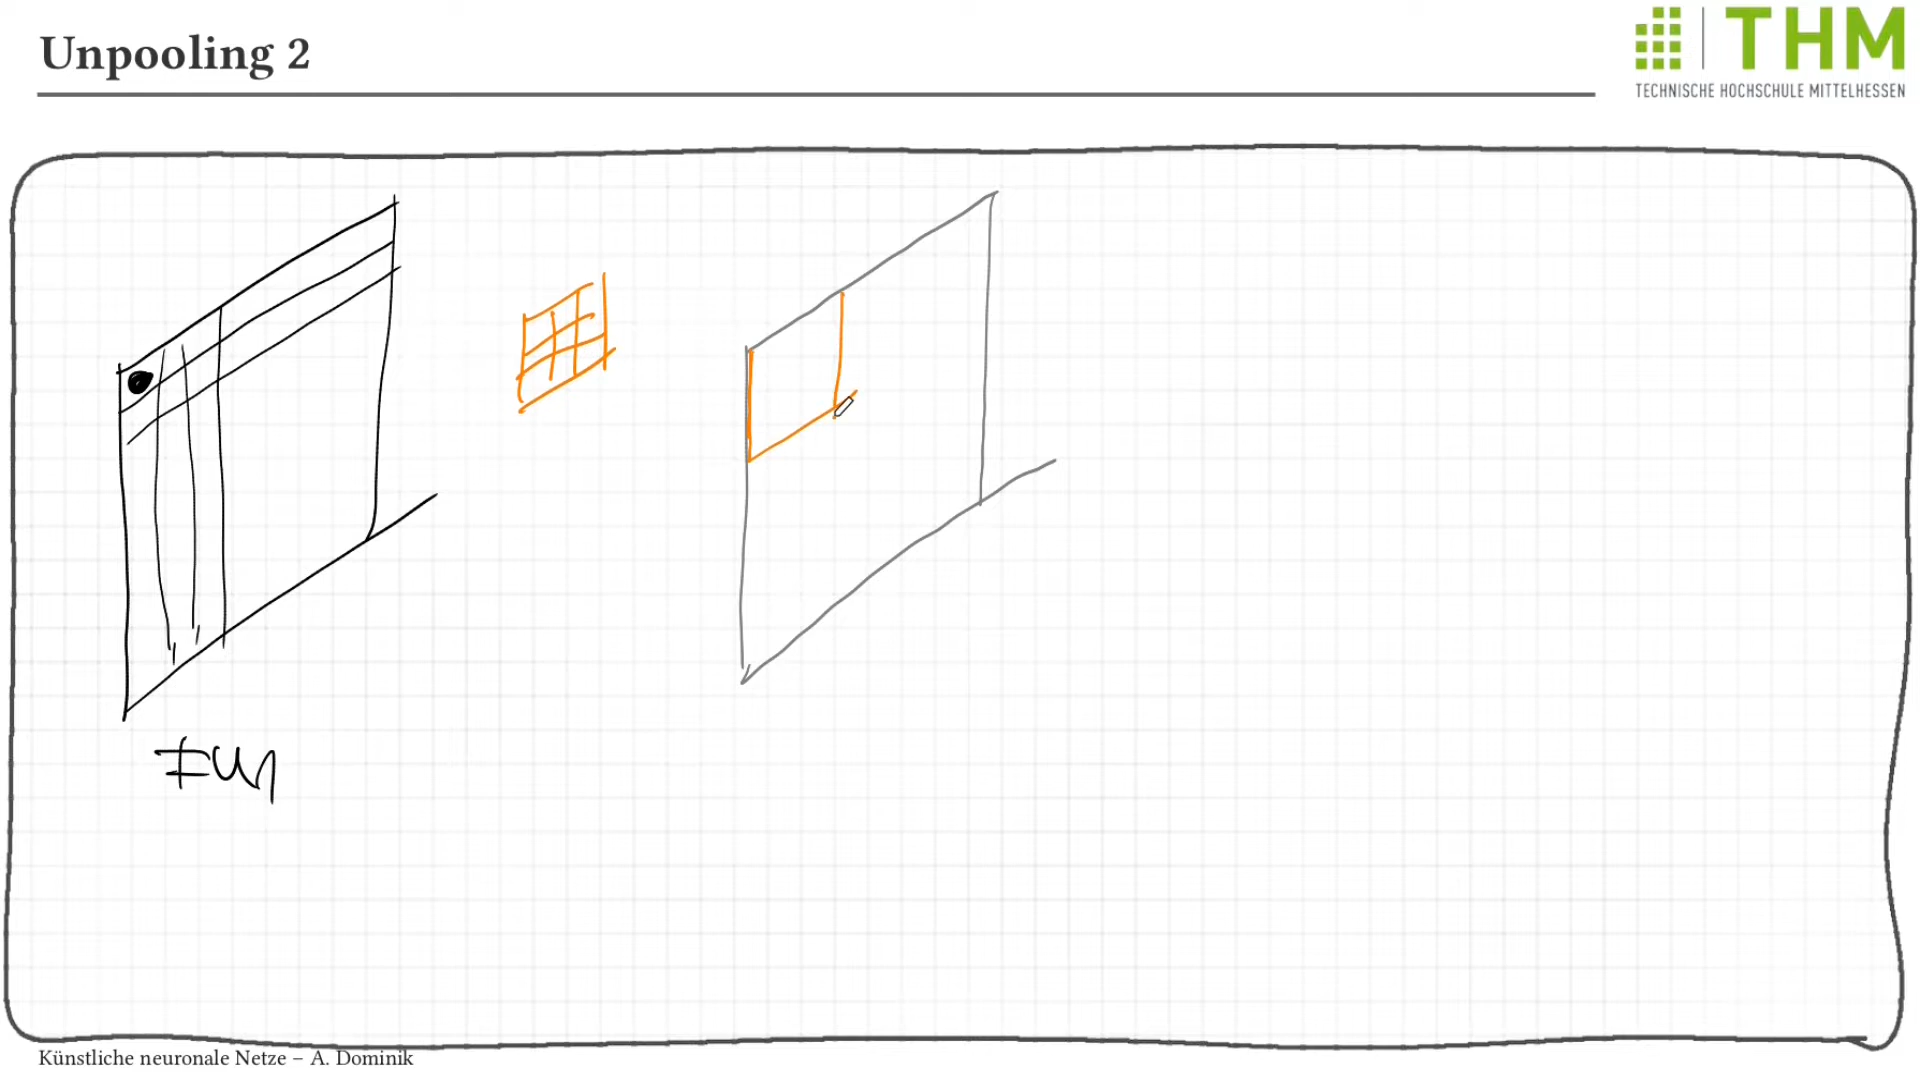 Unpooling 2
THM
TECHNISCHE HOCHSCHULE MITTELHESSEN
Künstliche neuronale Netze – A. Dominik